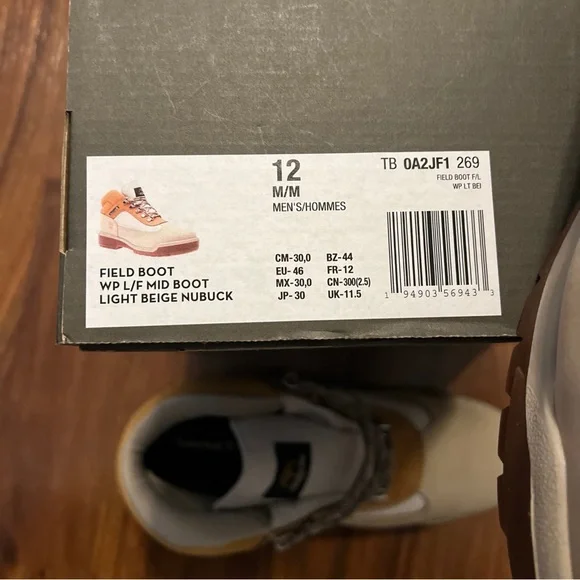 12
M/M
MEN'S/HOMMES
TB 0A2JF1 269
FIELD BOOT F/L
WP LT BEI
FIELD BOOT
WP L/F MID BOOT
LIGHT BEIGE NUBUCK
CM-30,0 BZ-44
EU-46 FR-12
MX-30,0 CN-300(2.5)
JP-30 UK-11.5
1 94903 56943 3